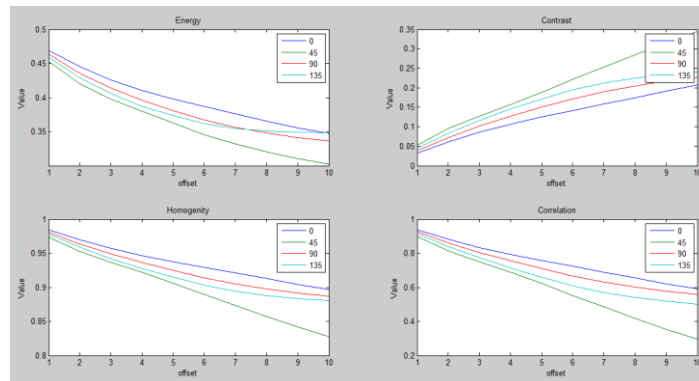 Energy
0.5
0.45
0.4
0.35
Value
1 2 3 4 5 6 7 8 9 10
offset
0
45
90
135
Contrast
0.35
0.3
0.25
0.2
0.15
0.1
0.05
0
Value
1 2 3 4 5 6 7 8 9 10
offset
0
45
90
135
Homogenity
1
0.95
0.9
0.85
0.8
Value
1 2 3 4 5 6 7 8 9 10
offset
0
45
90
135
Correlation
1
0.8
0.6
0.4
0.2
Value
1 2 3 4 5 6 7 8 9 10
offset
0
45
90
135